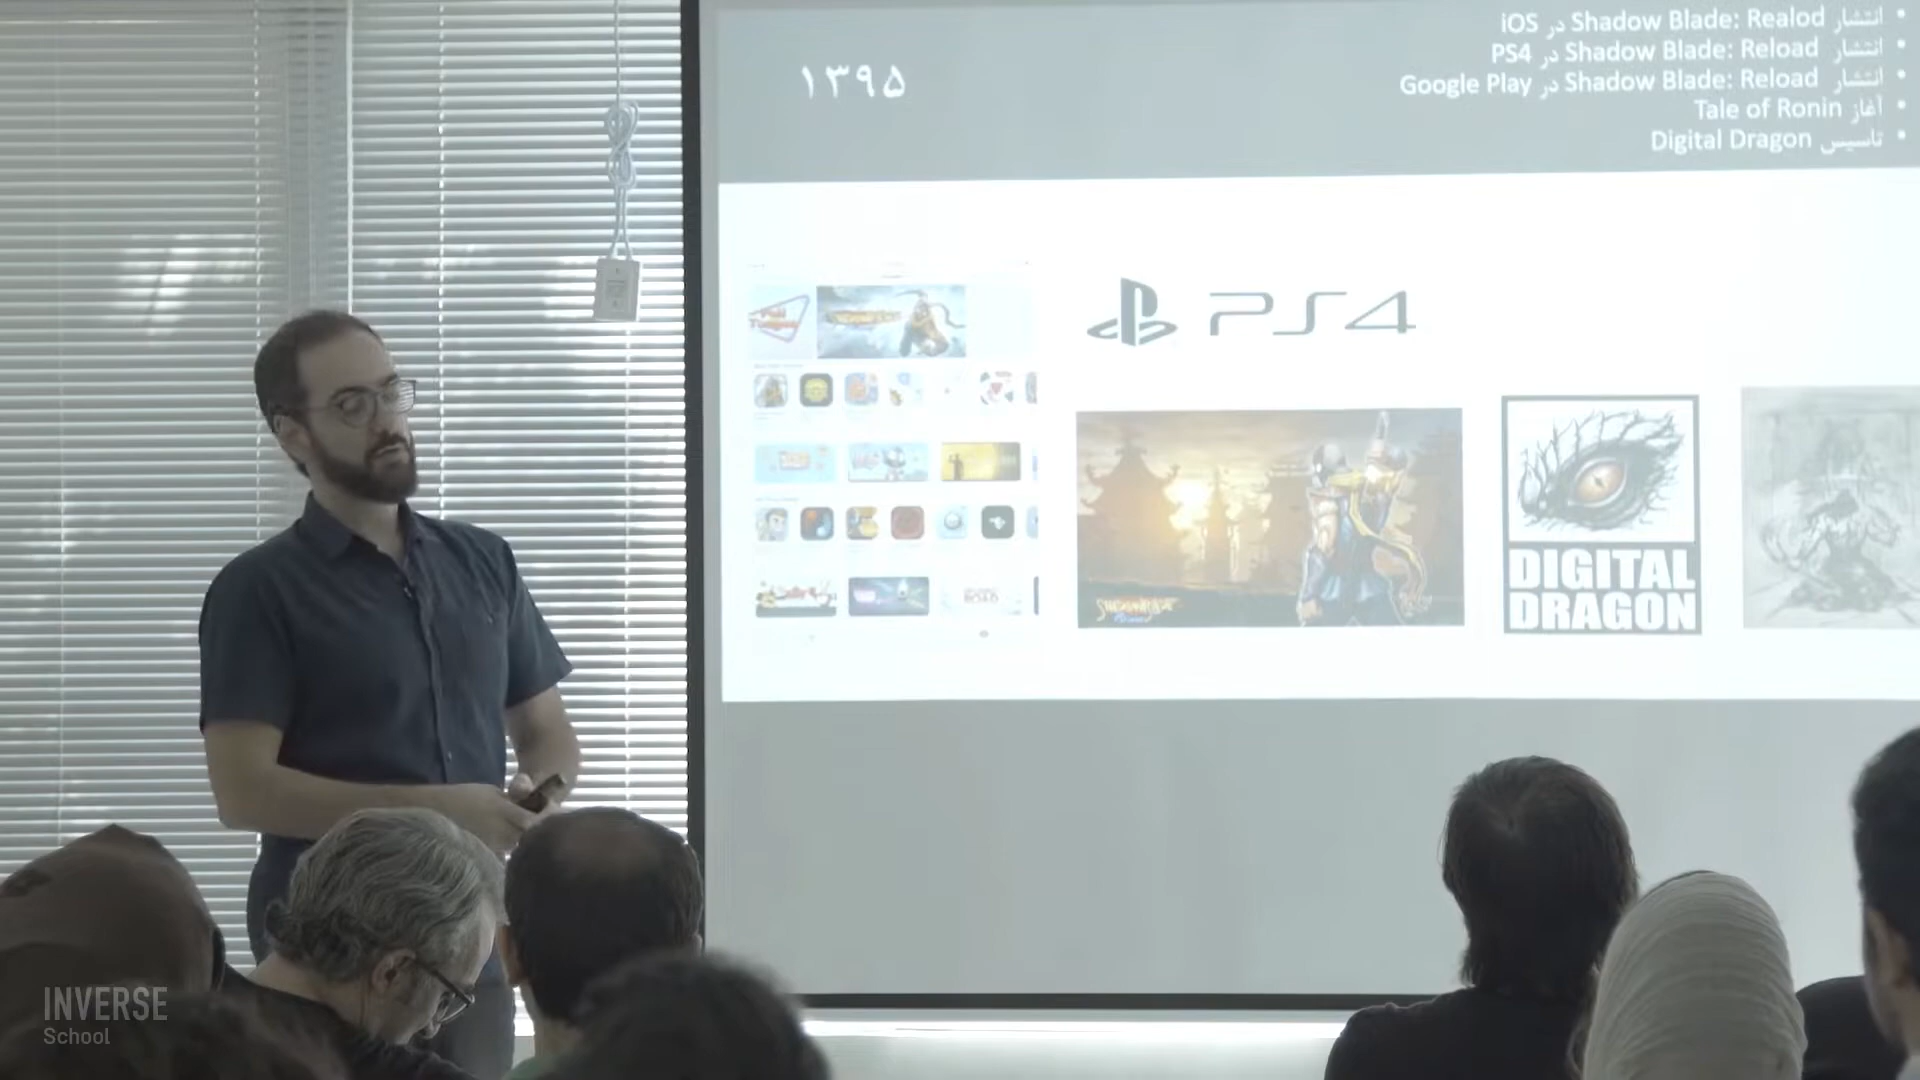 انتشار Shadow Blade: Realod در iOS
انتشار Shadow Blade: Reload در PS4
انتشار Shadow Blade: Reload در Google Play
آغاز Tale of Ronin
تاسیس Digital Dragon
۱۳۹۵
PS4
DIGITAL
DRAGON
INVERSE
School